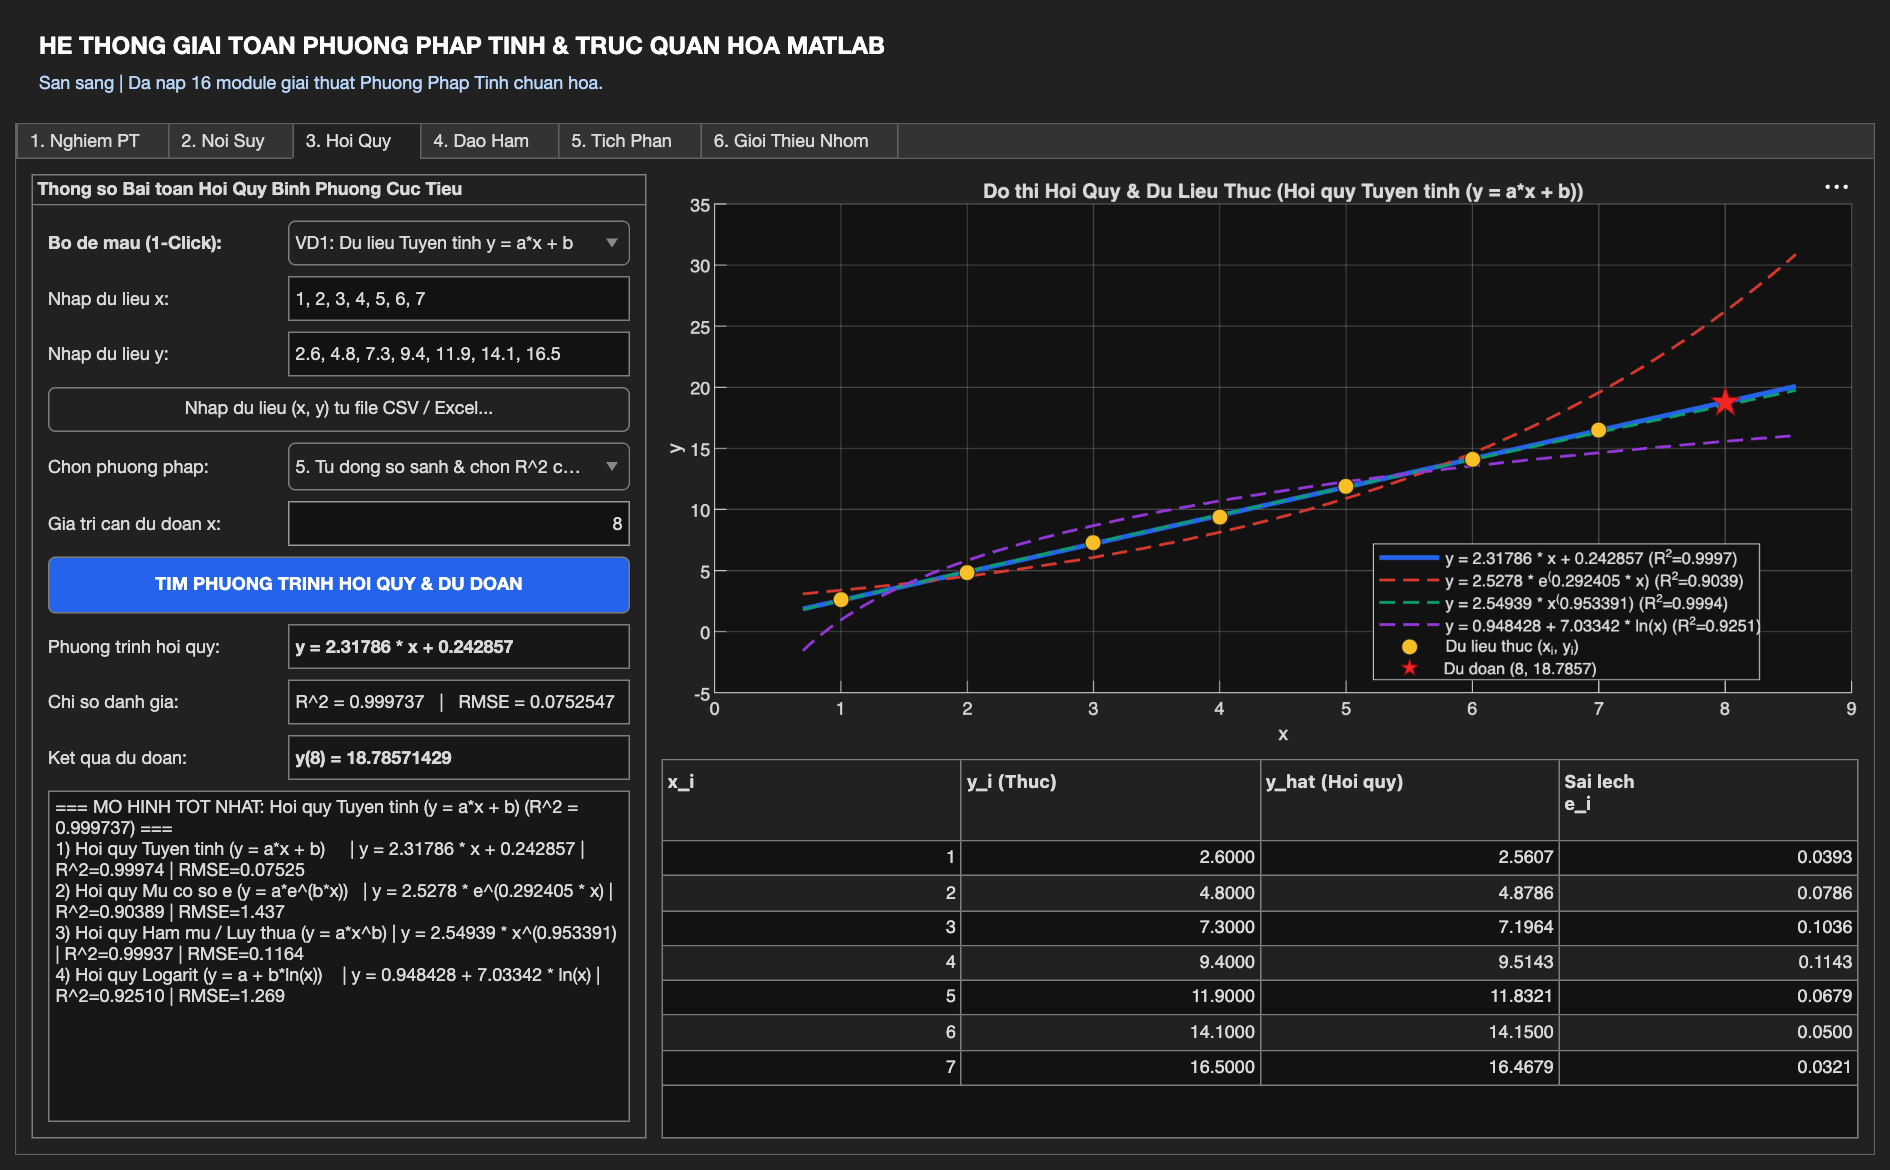 HE THONG GIAI TOAN PHUONG PHAP TINH & TRUC QUAN HOA MATLAB
San sang | Da nap 16 module giai thuat Phuong Phap Tinh chuan hoa.
1. Nghiem PT
2. Noi Suy
3. Hoi Quy
4. Dao Ham
5. Tich Phan
6. Gioi Thieu Nhom
Thong so Bai toan Hoi Quy Binh Phuong Cuc Tieu
Bo de mau (1-Click):
VD1: Du lieu Tuyen tinh y = a*x + b
Nhap du lieu x:
1, 2, 3, 4, 5, 6, 7
Nhap du lieu y:
2.6, 4.8, 7.3, 9.4, 11.9, 14.1, 16.5
Nhap du lieu (x, y) tu file CSV / Excel...
Chon phuong phap:
5. Tu dong so sanh & chon R^2 c...
Gia tri can du doan x:
8
TIM PHUONG TRINH HOI QUY & DU DOAN
Phuong trinh hoi quy:
y = 2.31786 * x + 0.242857
Chi so danh gia:
R^2 = 0.999737 | RMSE = 0.0752547
Ket qua du doan:
y(8) = 18.78571429
=== MO HINH TOT NHAT: Hoi quy Tuyen tinh (y = a*x + b) (R^2 =
0.999737) ===
1) Hoi quy Tuyen tinh (y = a*x + b) | y = 2.31786 * x + 0.242857 |
R^2=0.99974 | RMSE=0.07525
2) Hoi quy Mu co so e (y = a*e^(b*x)) | y = 2.5278 * e^(0.292405 * x) |
R^2=0.90389 | RMSE=1.437
3) Hoi quy Ham mu / Luy thua (y = a*x^b) | y = 2.54939 * x^(0.953391)
| R^2=0.99937 | RMSE=0.1164
4) Hoi quy Logarit (y = a + b*ln(x)) | y = 0.948428 + 7.03342 * ln(x) |
R^2=0.92510 | RMSE=1.269
Do thi Hoi Quy & Du Lieu Thuc (Hoi quy Tuyen tinh (y = a*x + b))
35
30
25
20
15
10
5
0
-5
y
0 1 2 3 4 5 6 7 8 9
x
y = 2.31786 * x + 0.242857 (R²=0.9997)
y = 2.5278 * e⁽0.292405 * x) (R²=0.9039)
y = 2.54939 * x⁽0.953391) (R²=0.9994)
y = 0.948428 + 7.03342 * ln(x) (R²=0.9251)
Du lieu thuc (xᵢ, yᵢ)
Du doan (8, 18.7857)
x_i y_i (Thuc) y_hat (Hoi quy) Sai lech
e_i
1 2.6000 2.5607 0.0393
2 4.8000 4.8786 0.0786
3 7.3000 7.1964 0.1036
4 9.4000 9.5143 0.1143
5 11.9000 11.8321 0.0679
6 14.1000 14.1500 0.0500
7 16.5000 16.4679 0.0321